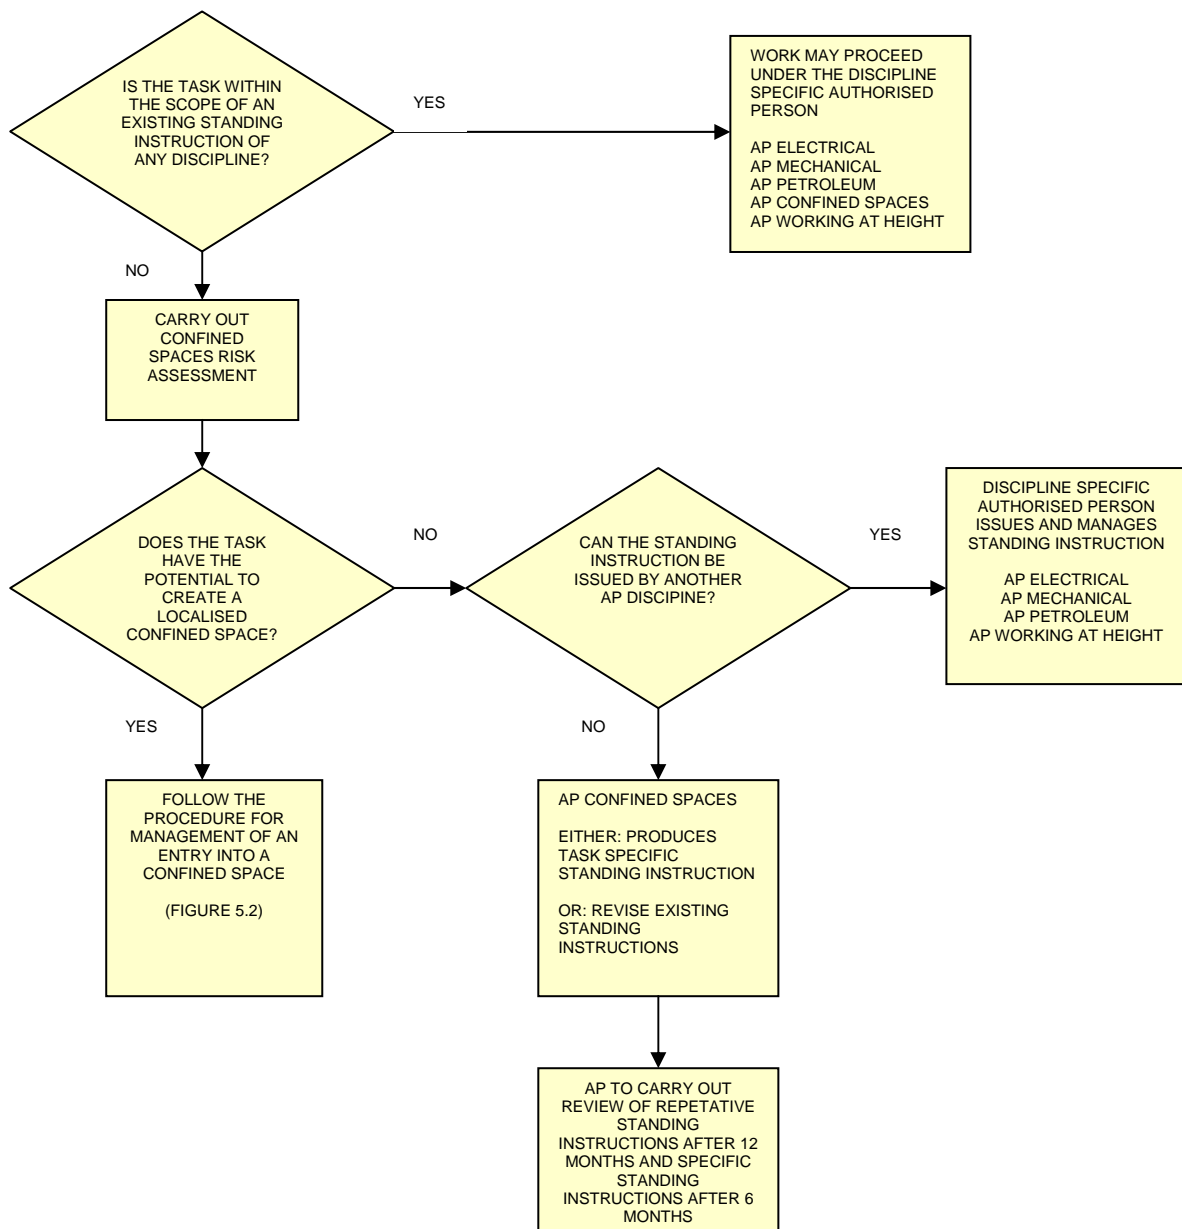 IS THE TASK WITHIN
THE SCOPE OF AN
EXISTING STANDING
INSTRUCTION OF
ANY DISCIPLINE?
YES
WORK MAY PROCEED
UNDER THE DISCIPLINE
SPECIFIC AUTHORISED
PERSON
AP ELECTRICAL
AP MECHANICAL
AP PETROLEUM
AP CONFINED SPACES
AP WORKING AT HEIGHT
NO
CARRY OUT
CONFINED
SPACES RISK
ASSESSMENT
DOES THE TASK
HAVE THE
POTENTIAL TO
CREATE A
LOCALISED
CONFINED SPACE?
NO
CAN THE STANDING
INSTRUCTION BE
ISSUED BY ANOTHER
AP DISCIPINE?
YES
DISCIPLINE SPECIFIC
AUTHORISED PERSON
ISSUES AND MANAGES
STANDING INSTRUCTION
AP ELECTRICAL
AP MECHANICAL
AP PETROLEUM
AP WORKING AT HEIGHT
YES
FOLLOW THE
PROCEDURE FOR
MANAGEMENT OF AN
ENTRY INTO A
CONFINED SPACE
(FIGURE 5.2)
NO
AP CONFINED SPACES
EITHER: PRODUCES
TASK SPECIFIC
STANDING INSTRUCTION
OR: REVISE EXISTING
STANDING
INSTRUCTIONS
AP TO CARRY OUT
REVIEW OF REPETATIVE
STANDING
INSTRUCTIONS AFTER 12
MONTHS AND SPECIFIC
STANDING
INSTRUCTIONS AFTER 6
MONTHS